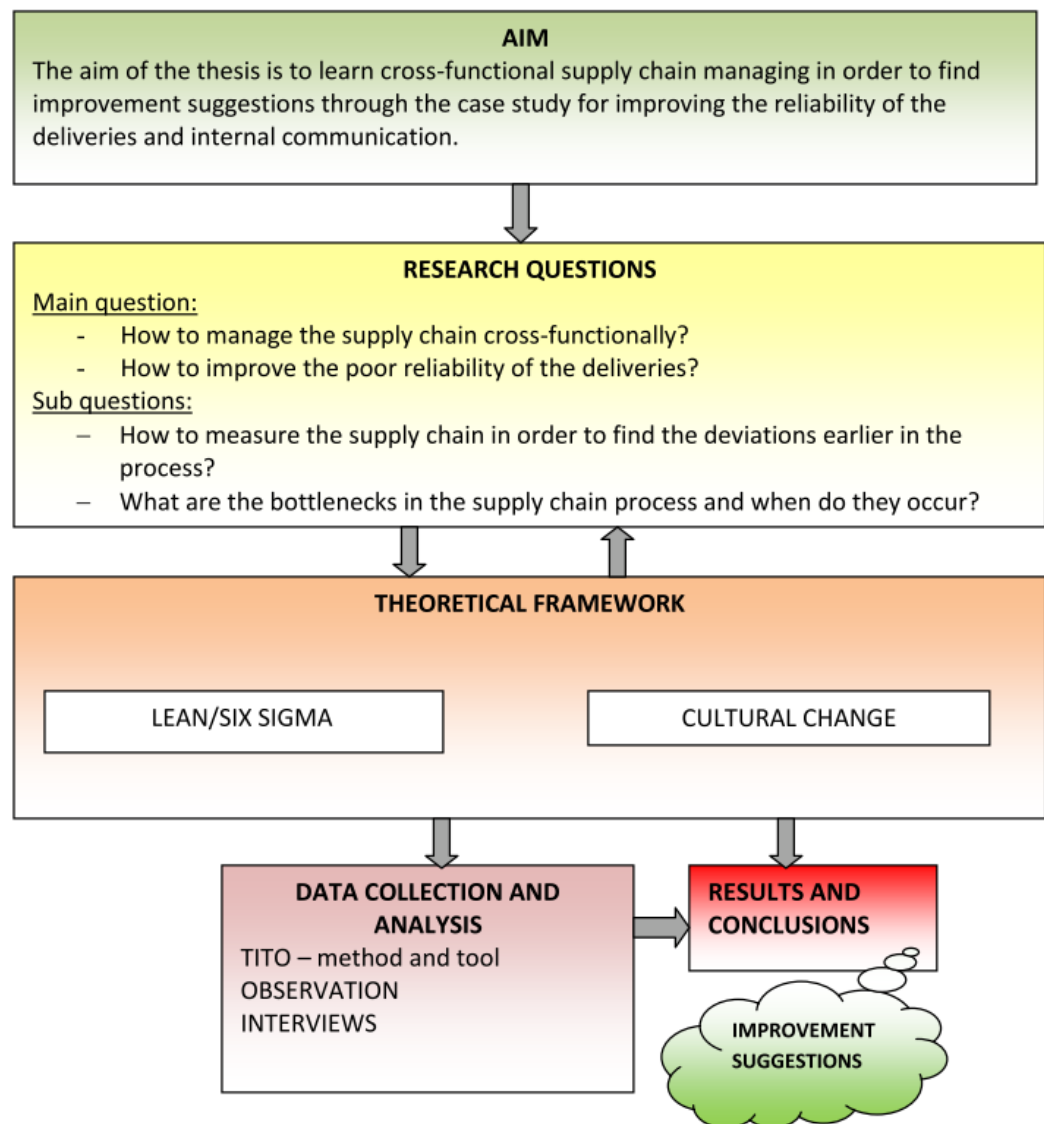 AIM
The aim of the thesis is to learn cross-functional supply chain managing in order to find
improvement suggestions through the case study for improving the reliability of the
deliveries and internal communication.
RESEARCH QUESTIONS
Main question:
- How to manage the supply chain cross-functionally?
- How to improve the poor reliability of the deliveries?
Sub questions:
– How to measure the supply chain in order to find the deviations earlier in the
process?
– What are the bottlenecks in the supply chain process and when do they occur?
THEORETICAL FRAMEWORK
LEAN/SIX SIGMA
CULTURAL CHANGE
DATA COLLECTION AND
ANALYSIS
TITO – method and tool
OBSERVATION
INTERVIEWS
RESULTS AND
CONCLUSIONS
IMPROVEMENT
SUGGESTIONS